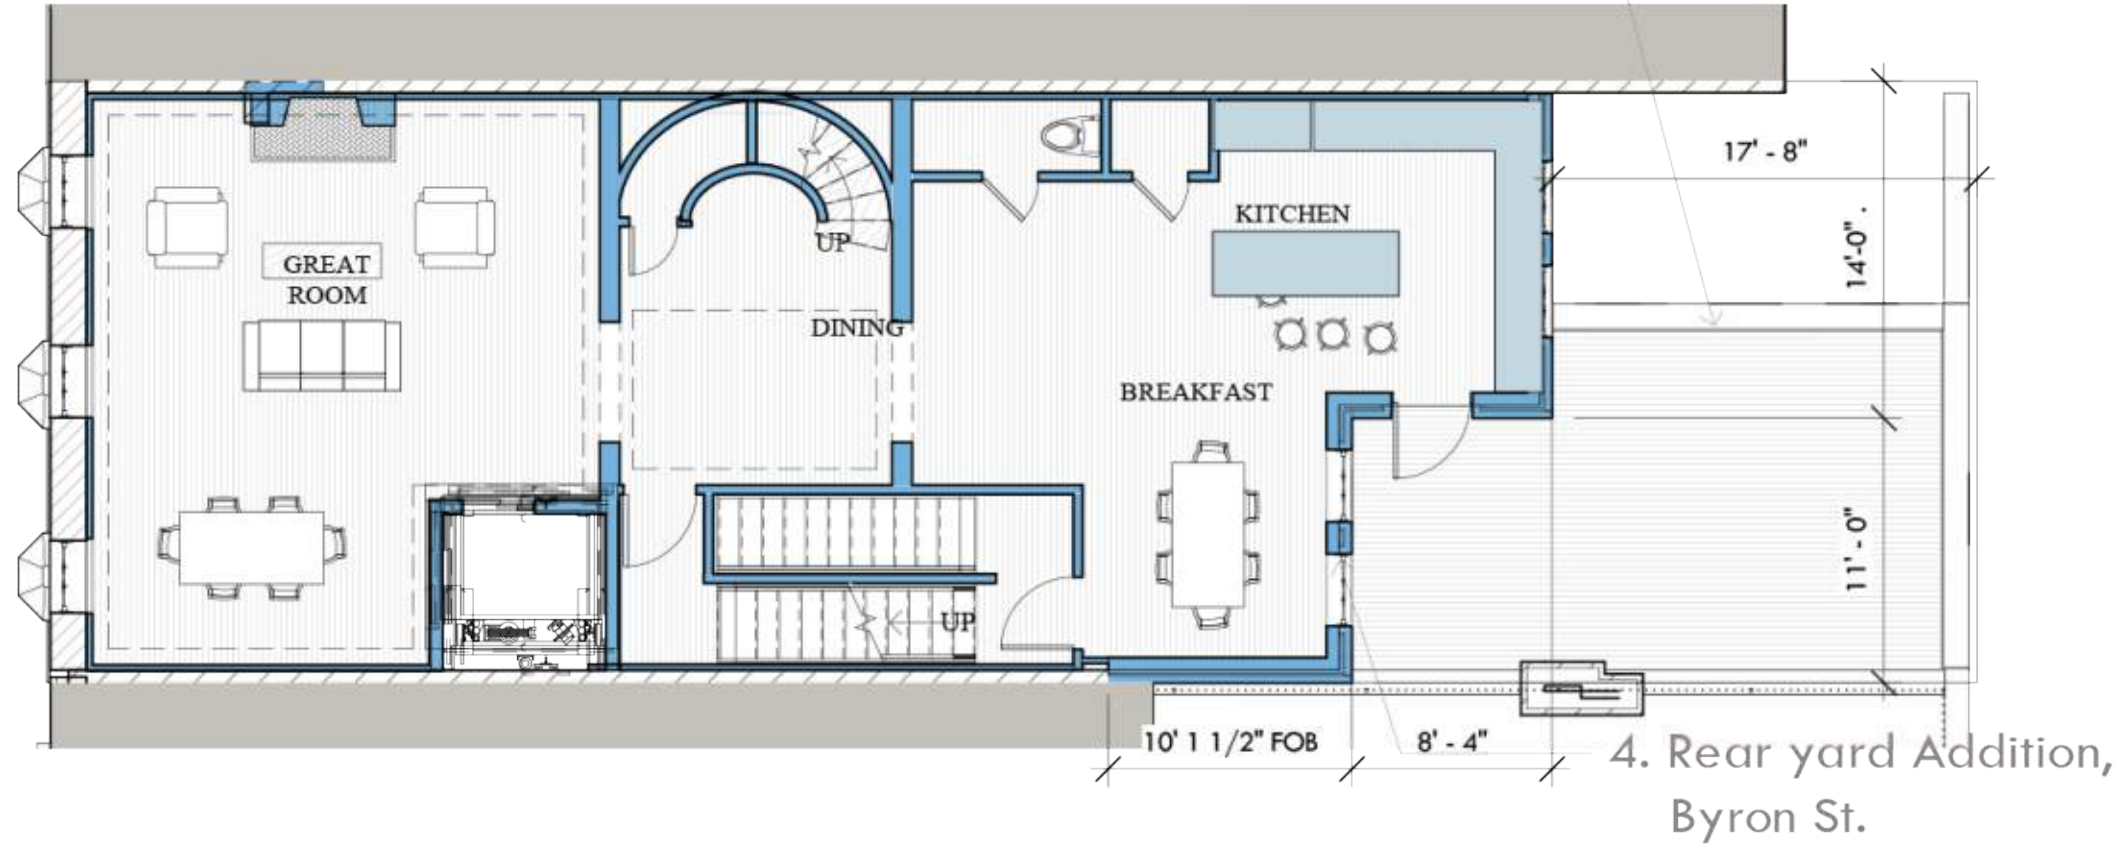 17' - 8"
14'-0" .
KITCHEN
UP
GREAT
ROOM
DINING
BREAKFAST
11' - 0"
UP
10' 1 1/2" FOB
8' - 4"
4. Rear yard Addition,
Byron St.